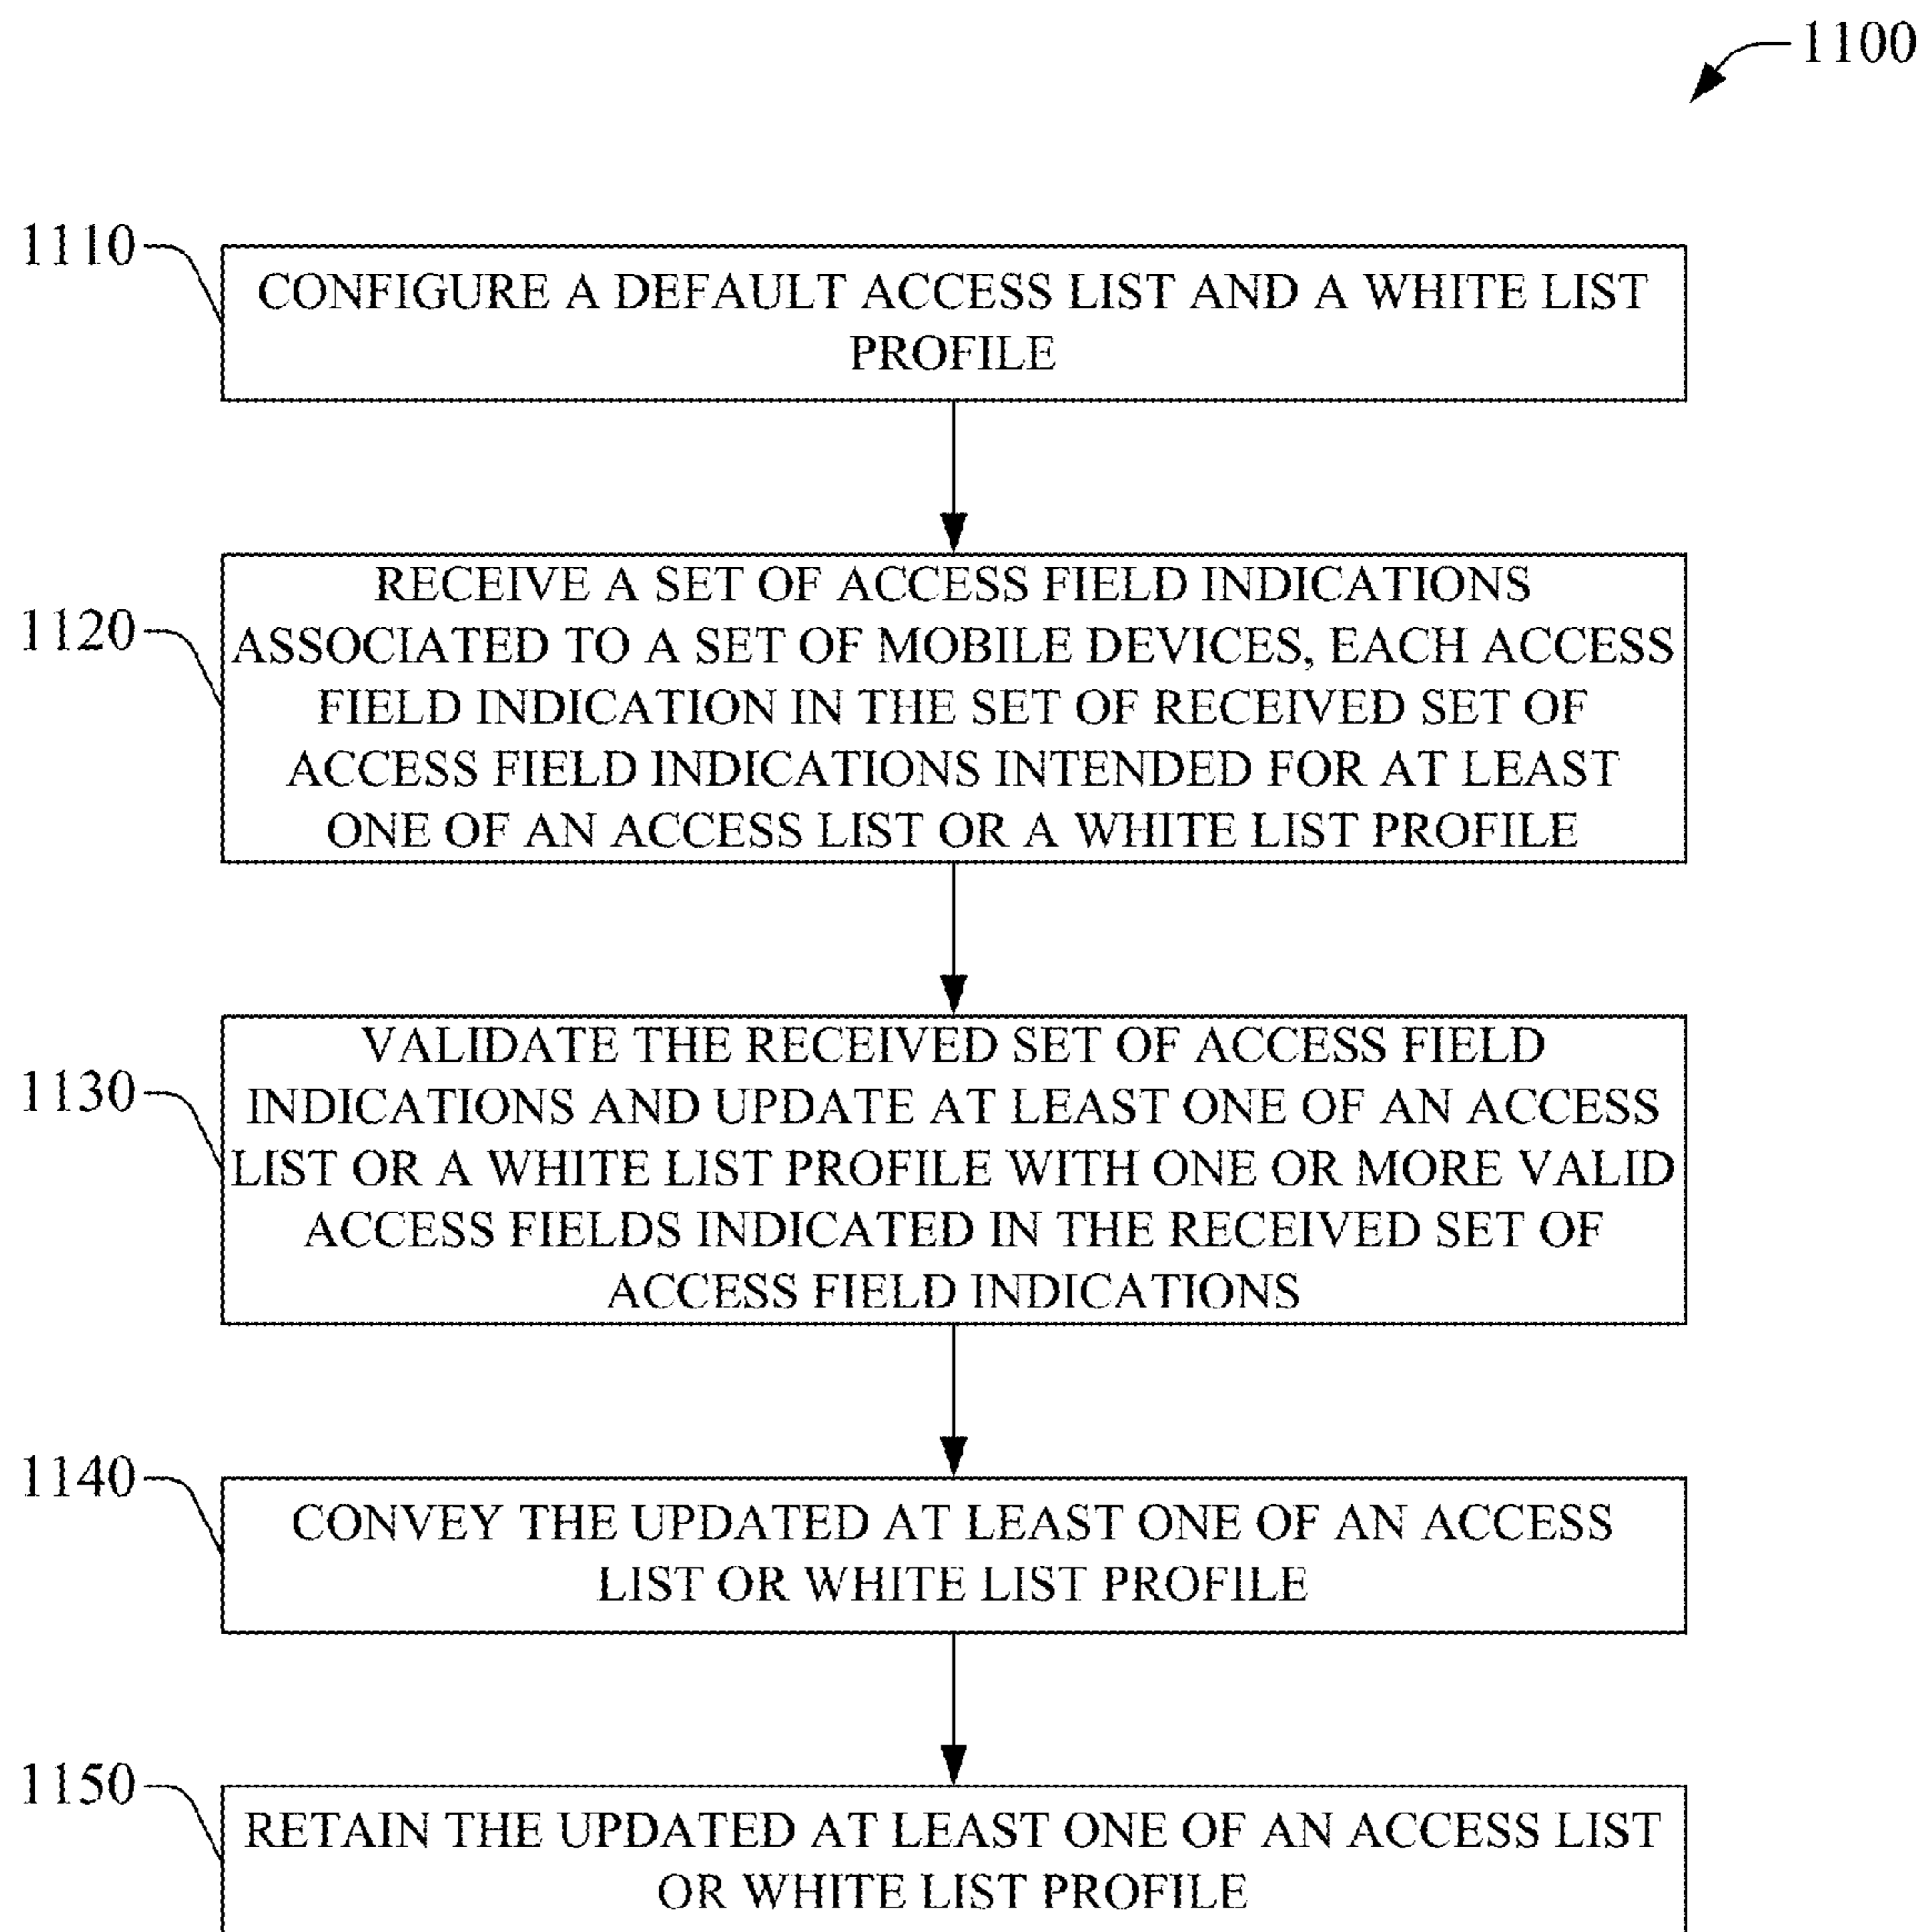 1100
1110
CONFIGURE A DEFAULT ACCESS LIST AND A WHITE LIST
PROFILE
1120
RECEIVE A SET OF ACCESS FIELD INDICATIONS
ASSOCIATED TO A SET OF MOBILE DEVICES, EACH ACCESS
FIELD INDICATION IN THE SET OF RECEIVED SET OF
ACCESS FIELD INDICATIONS INTENDED FOR AT LEAST
ONE OF AN ACCESS LIST OR A WHITE LIST PROFILE
1130
VALIDATE THE RECEIVED SET OF ACCESS FIELD
INDICATIONS AND UPDATE AT LEAST ONE OF AN ACCESS
LIST OR A WHITE LIST PROFILE WITH ONE OR MORE VALID
ACCESS FIELDS INDICATED IN THE RECEIVED SET OF
ACCESS FIELD INDICATIONS
1140
CONVEY THE UPDATED AT LEAST ONE OF AN ACCESS
LIST OR WHITE LIST PROFILE
1150
RETAIN THE UPDATED AT LEAST ONE OF AN ACCESS LIST
OR WHITE LIST PROFILE